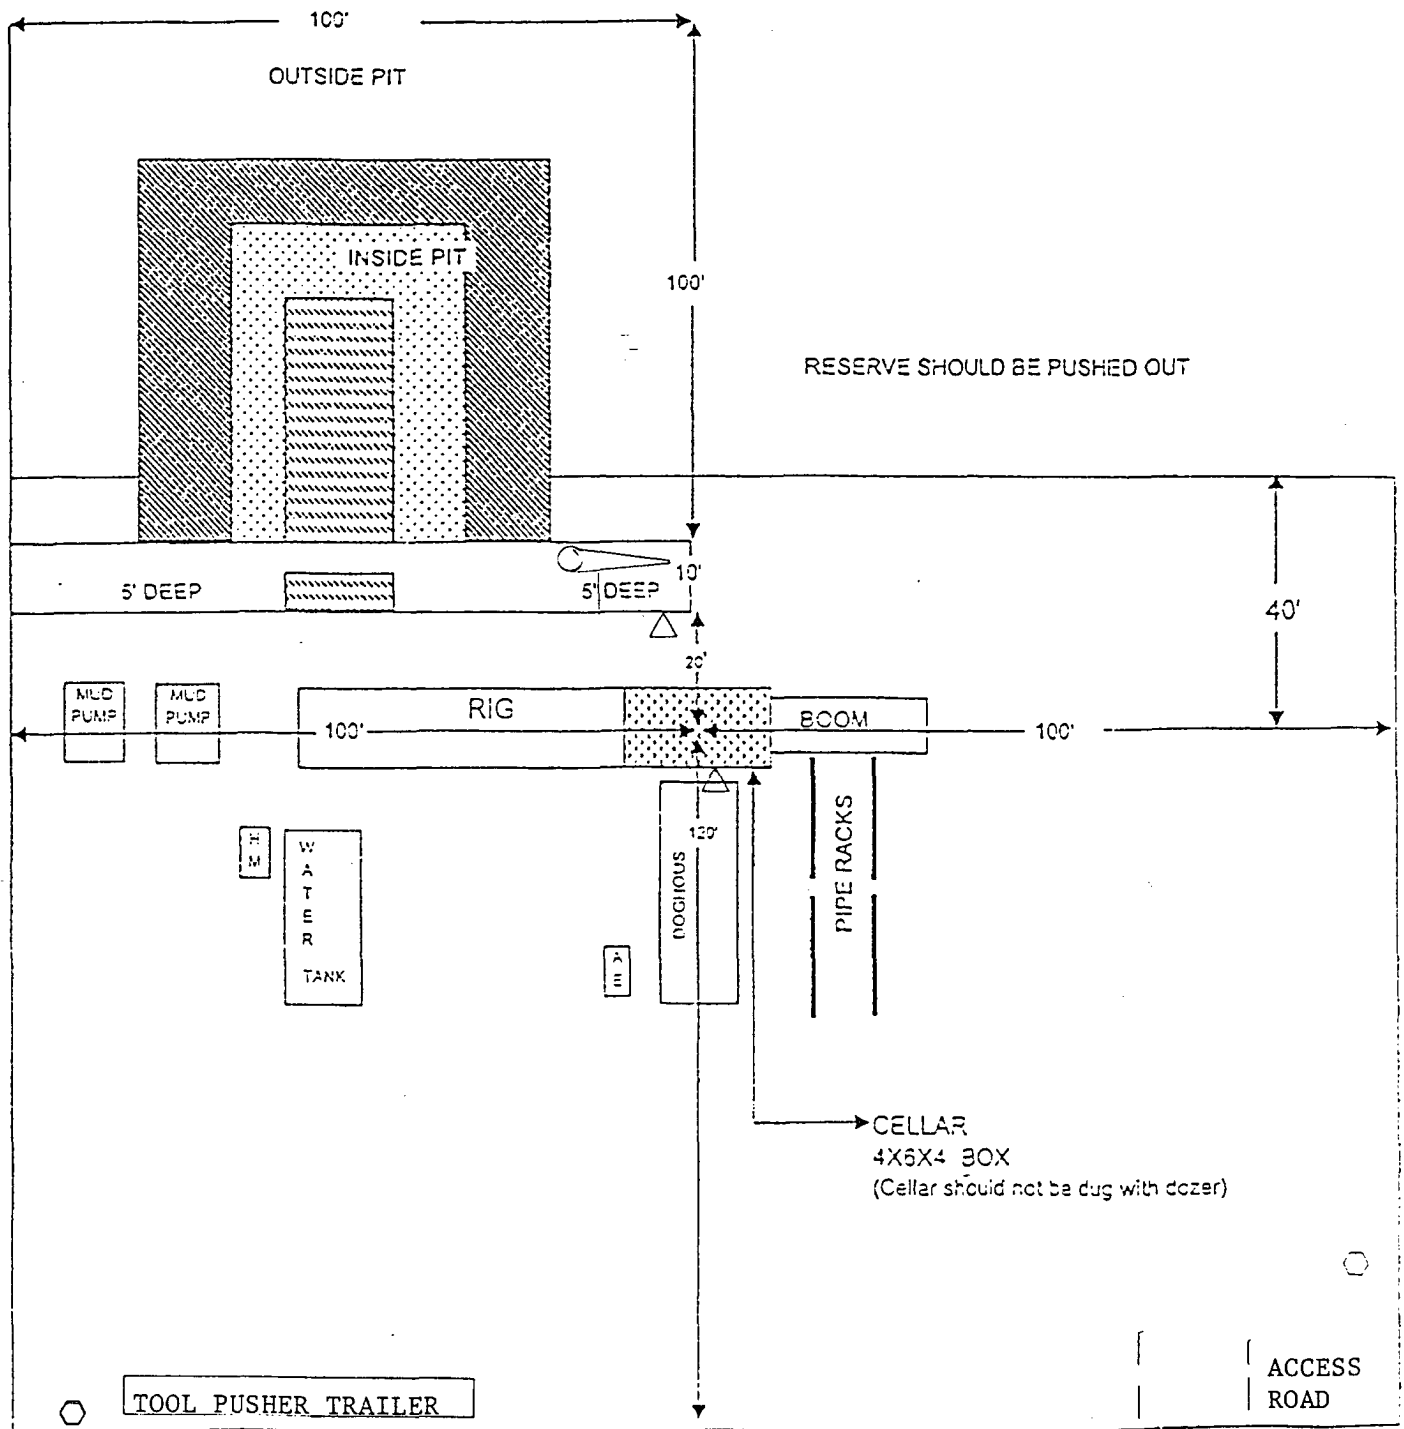 100'
OUTSIDE PIT
INSIDE PIT
100'
RESERVE SHOULD BE PUSHED OUT
10'
5' DEEP
5' DEEP
40'
20'
MUD
PUMP
MUD
PUMP
RIG
BOOM
100'
100'
H
M
W
A
T
E
R
TANK
DOGHOUS
120'
PIPE RACKS
CELLAR
4X6X4 BOX
(Cellar should not be dug with dozer)
ACCESS
ROAD
TOOL PUSHER TRAILER